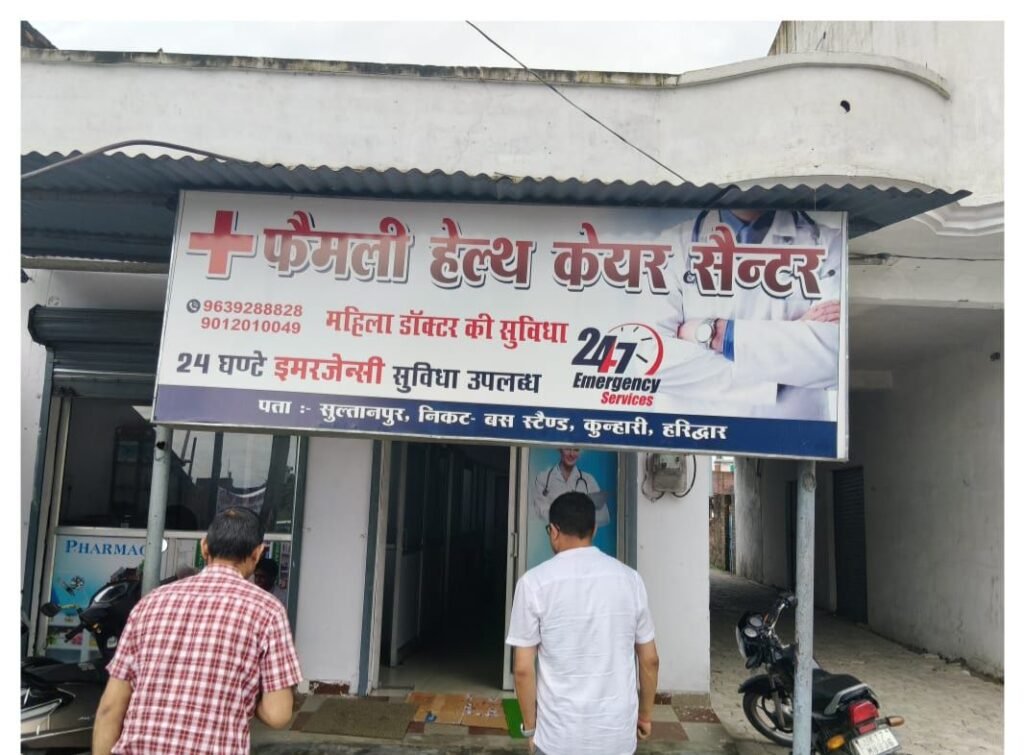 फैमली हेल्थ केयर सैन्टर
9639288828
9012010049
महिला डॉक्टर की सुविधा
24 घण्टे इमरजेन्सी सुविधा उपलब्ध
24/7
Emergency
Services
पता :- सुल्तानपुर, निकट- बस स्टैण्ड, कुन्हारी, हरिद्वार